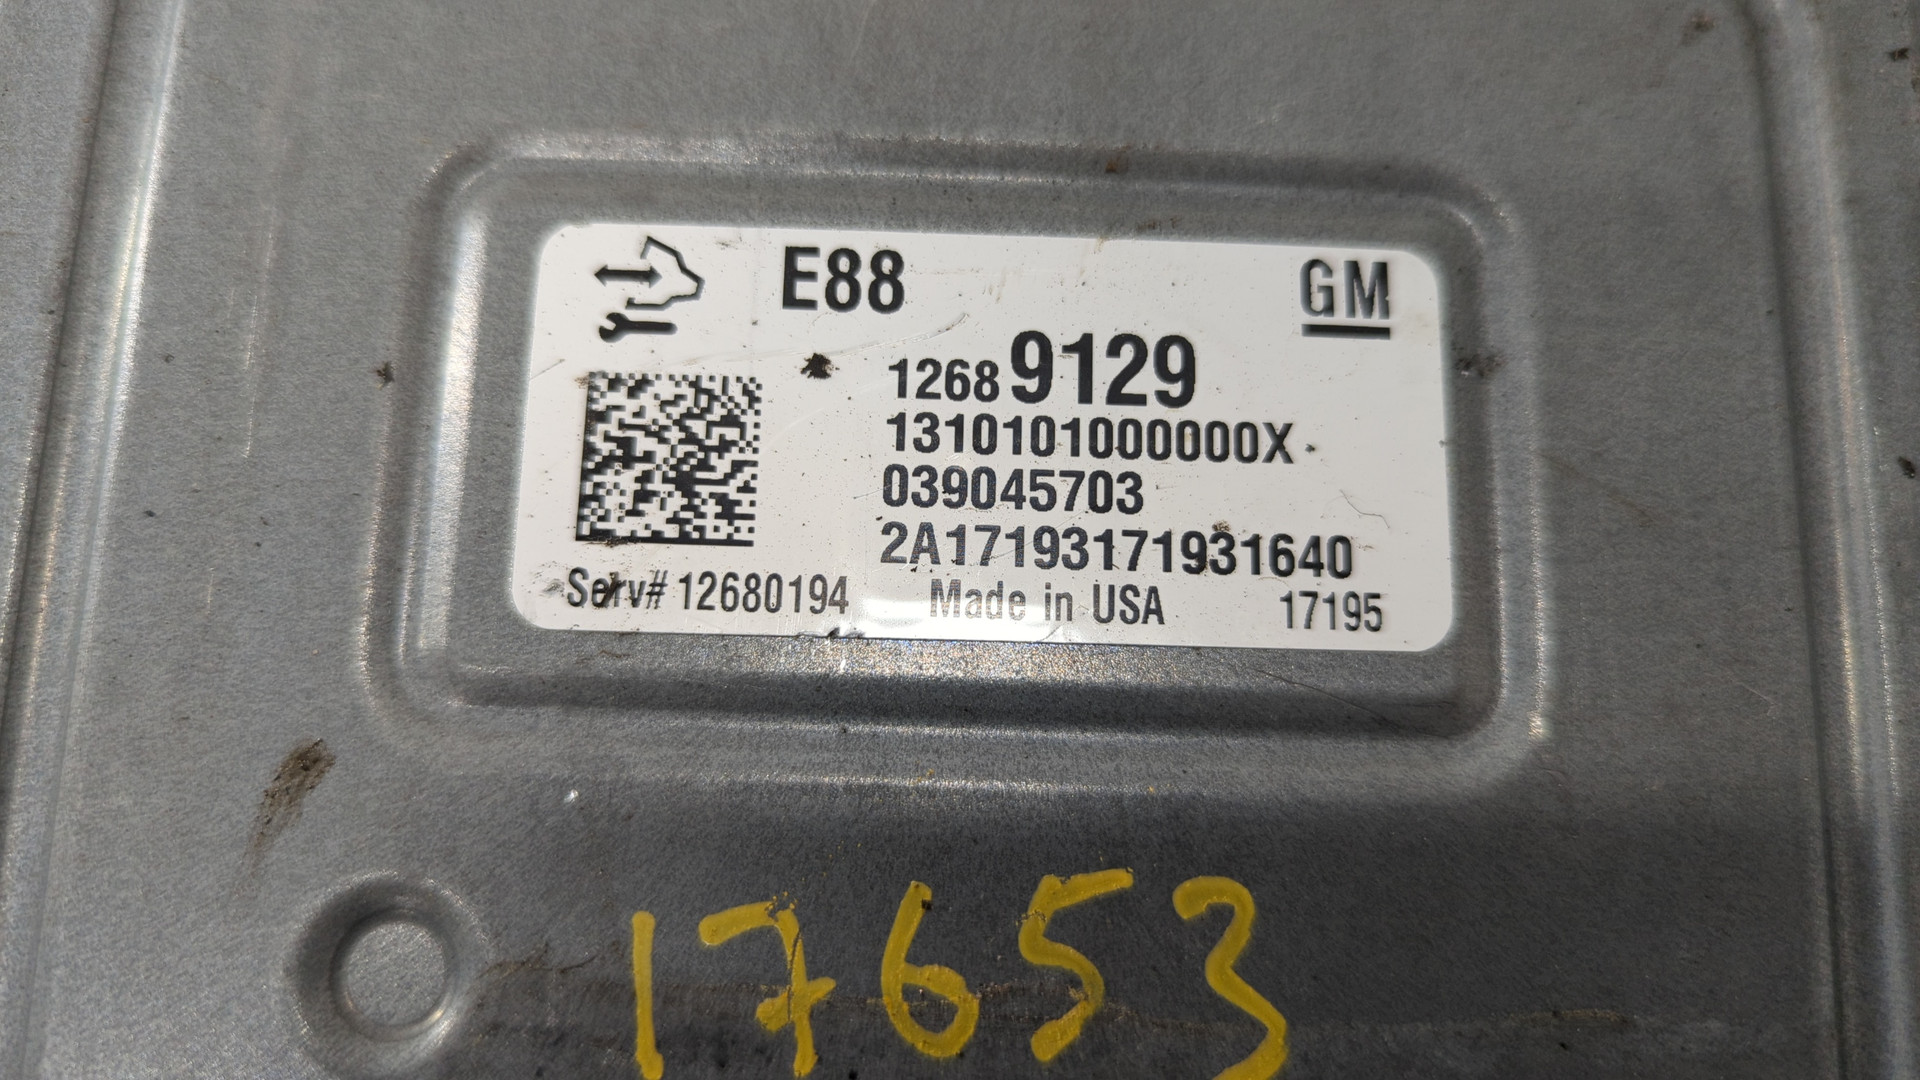 E88 GM
12689129
1310101000000X
039045703
2A17193171931640
Serv# 12680194 Made in USA 17195
17653